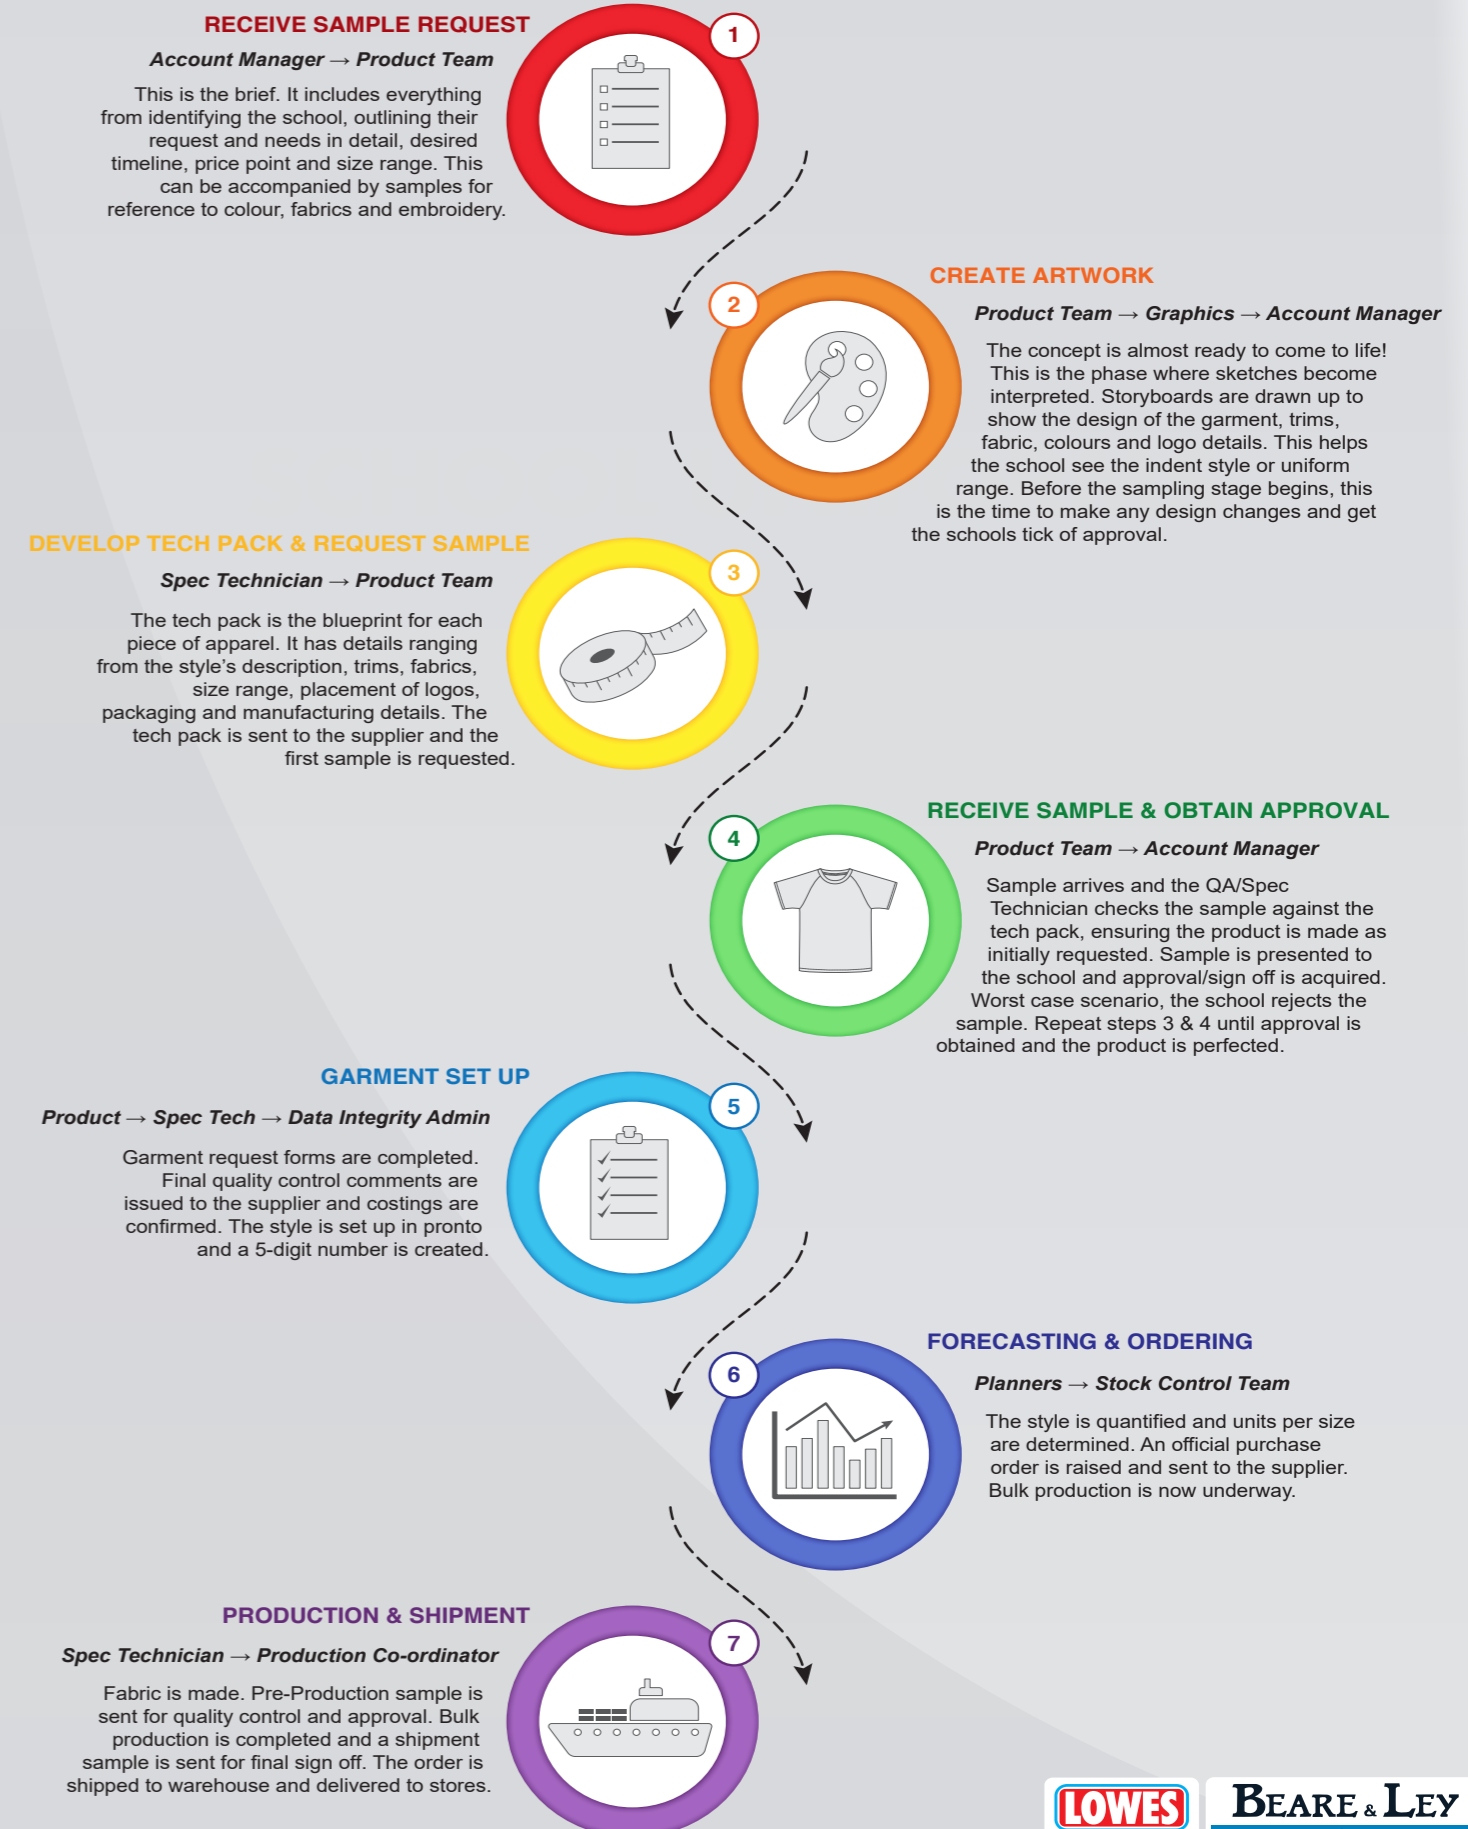 RECEIVE SAMPLE REQUEST
1
Account Manager → Product Team
This is the brief. It includes everything
from identifying the school, outlining their
request and needs in detail, desired
timeline, price point and size range. This
can be accompanied by samples for
reference to colour, fabrics and embroidery.
CREATE ARTWORK
2
Product Team → Graphics → Account Manager
The concept is almost ready to come to life!
This is the phase where sketches become
interpreted. Storyboards are drawn up to
show the design of the garment, trims,
fabric, colours and logo details. This helps
the school see the indent style or uniform
range. Before the sampling stage begins, this
is the time to make any design changes and get
the schools tick of approval.
DEVELOP TECH PACK & REQUEST SAMPLE
3
Spec Technician → Product Team
The tech pack is the blueprint for each
piece of apparel. It has details ranging
from the style's description, trims, fabrics,
size range, placement of logos,
packaging and manufacturing details. The
tech pack is sent to the supplier and the
first sample is requested.
RECEIVE SAMPLE & OBTAIN APPROVAL
4
Product Team → Account Manager
Sample arrives and the QA/Spec
Technician checks the sample against the
tech pack, ensuring the product is made as
initially requested. Sample is presented to
the school and approval/sign off is acquired.
Worst case scenario, the school rejects the
sample. Repeat steps 3 & 4 until approval is
obtained and the product is perfected.
GARMENT SET UP
5
Product → Spec Tech → Data Integrity Admin
Garment request forms are completed.
Final quality control comments are
issued to the supplier and costings are
confirmed. The style is set up in pronto
and a 5-digit number is created.
FORECASTING & ORDERING
6
Planners → Stock Control Team
The style is quantified and units per size
are determined. An official purchase
order is raised and sent to the supplier.
Bulk production is now underway.
PRODUCTION & SHIPMENT
7
Spec Technician → Production Co-ordinator
Fabric is made. Pre-Production sample is
sent for quality control and approval. Bulk
production is completed and a shipment
sample is sent for final sign off. The order is
shipped to warehouse and delivered to stores.
LOWES
BEARE & LEY